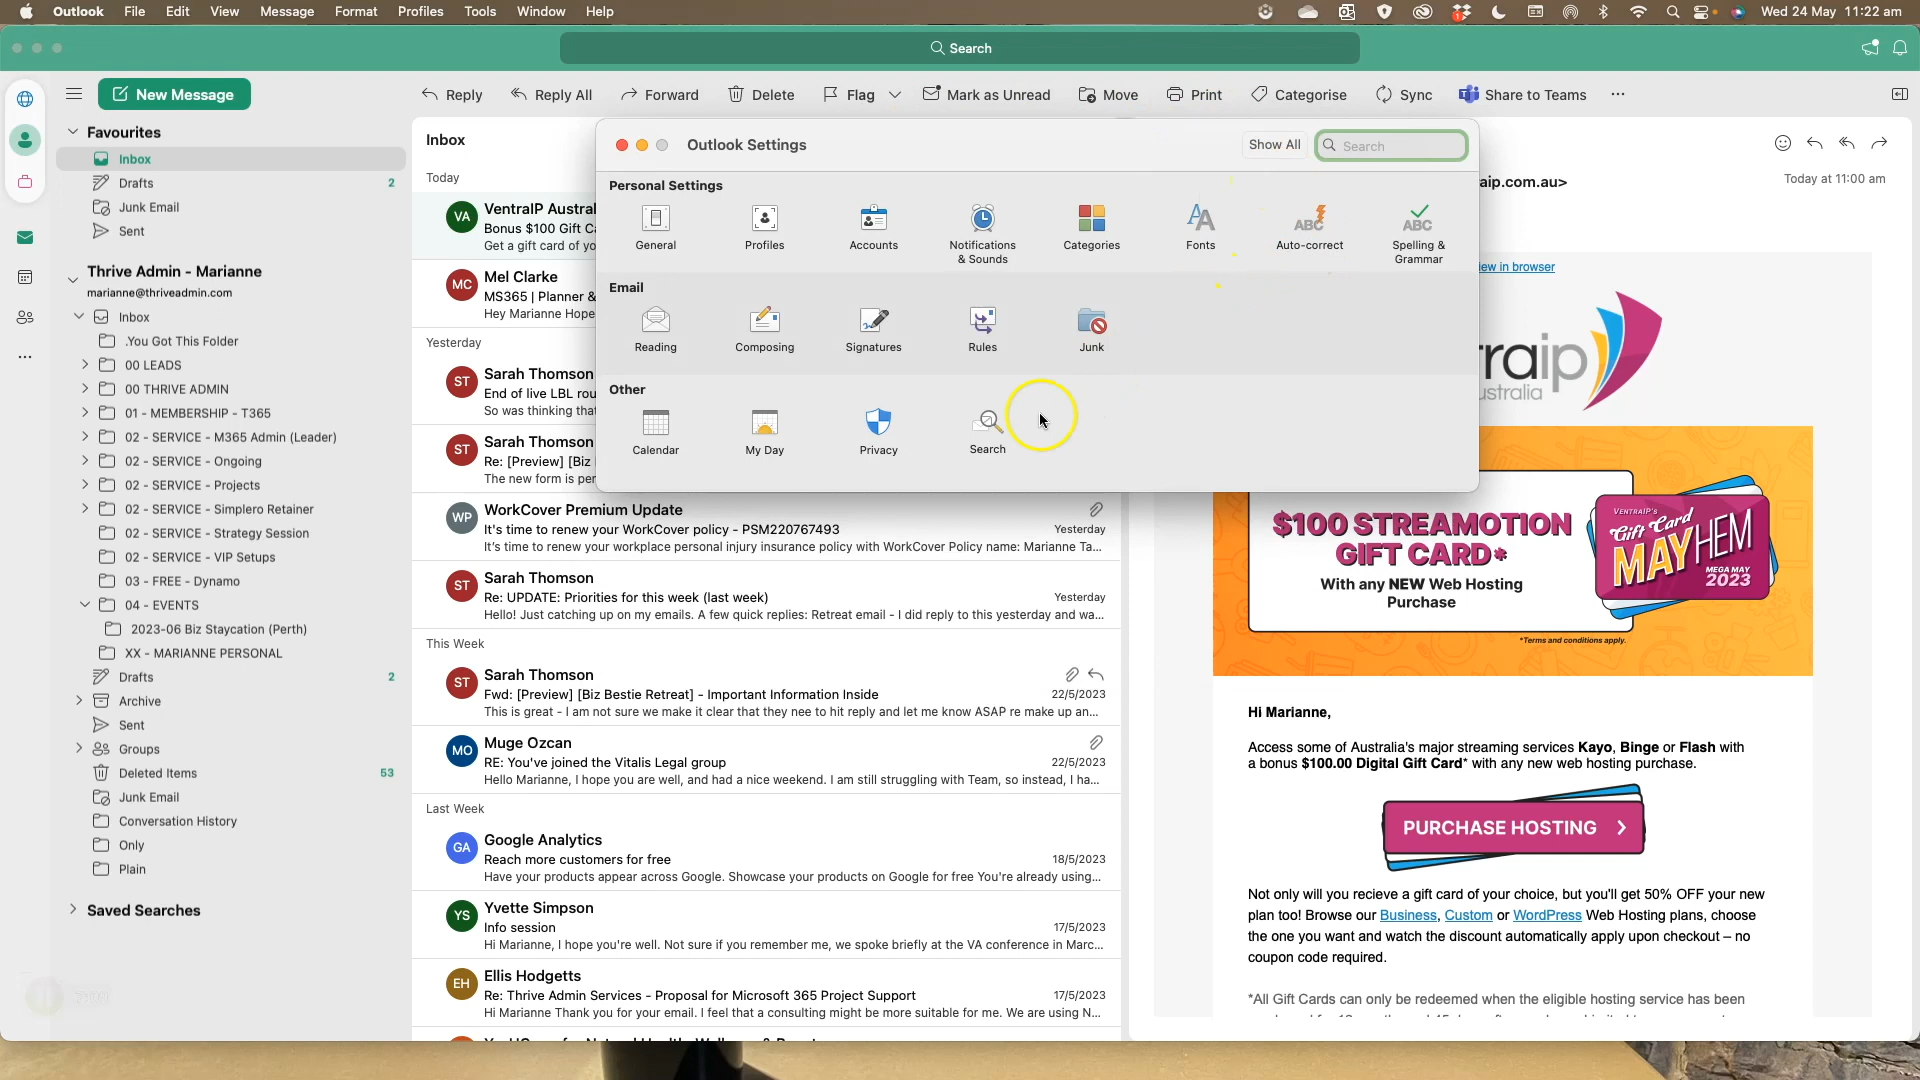 Outlook File Edit View Message Format Profiles Tools Window Help
Wed 24 May 11:22 am
Search
New Message
Reply Reply All Forward Delete Flag Mark as Unread Move Print Categorise Sync Share to Teams
Favourites
Inbox
Drafts 2
Junk Email
Sent
Thrive Admin - Marianne
marianne@thriveadmin.com
Inbox
.You Got This Folder
00 LEADS
00 THRIVE ADMIN
01 - MEMBERSHIP - T365
02 - SERVICE - M365 Admin (Leader)
02 - SERVICE - Ongoing
02 - SERVICE - Projects
02 - SERVICE - Simplero Retainer
02 - SERVICE - Strategy Session
02 - SERVICE - VIP Setups
03 - FREE - Dynamo
04 - EVENTS
2023-06 Biz Staycation (Perth)
XX - MARIANNE PERSONAL
Drafts 2
Archive
Sent
Groups
Deleted Items 53
Junk Email
Conversation History
Only
Plain
Saved Searches
Inbox
Today
VA
VentraIP Austral
Bonus $100 Gift C
Get a gift card of yo
MC
Mel Clarke
MS365 | Planner &
Hey Marianne Hope
Yesterday
ST
Sarah Thomson
End of live LBL rou
So was thinking that
ST
Sarah Thomson
Re: [Preview] [Biz
The new form is per
WP
WorkCover Premium Update
It's time to renew your WorkCover policy - PSM220767493 Yesterday
It's time to renew your workplace personal injury insurance policy with WorkCover Policy name: Marianne Ta...
ST
Sarah Thomson
Re: UPDATE: Priorities for this week (last week) Yesterday
Hello! Just catching up on my emails. A few quick replies: Retreat email - I did reply to this yesterday and wa...
This Week
ST
Sarah Thomson
Fwd: [Preview] [Biz Bestie Retreat] - Important Information Inside 22/5/2023
This is great - I am not sure we make it clear that they nee to hit reply and let me know ASAP re make up an...
MO
Muge Ozcan
RE: You've joined the Vitalis Legal group 22/5/2023
Hello Marianne, I hope you are well, and had a nice weekend. I am still struggling with Team, so instead, I ha...
Last Week
GA
Google Analytics
Reach more customers for free 18/5/2023
Have your products appear across Google. Showcase your products on Google for free You're already using...
YS
Yvette Simpson
Info session 17/5/2023
Hi Marianne, I hope you're well. Not sure if you remember me, we spoke briefly at the VA conference in Marc...
EH
Ellis Hodgetts
Re: Thrive Admin Services - Proposal for Microsoft 365 Project Support 17/5/2023
Hi Marianne Thank you for your email. I feel that a consulting might be more suitable for me. We are using N...
Outlook Settings Show All Search
Personal Settings
General Profiles Accounts Notifications & Sounds Categories Fonts Auto-correct Spelling & Grammar
Email
Reading Composing Signatures Rules Junk
Other
Calendar My Day Privacy Search
aip.com.au>
Today at 11:00 am
iew in browser
raip
ustralia
$100 STREAMOTION
GIFT CARD*
With any NEW Web Hosting
Purchase
VENTRAIP'S
Gift Card
MAYHEM
MEGA MAY
2023
*Terms and conditions apply.
Hi Marianne,
Access some of Australia's major streaming services Kayo, Binge or Flash with
a bonus $100.00 Digital Gift Card* with any new web hosting purchase.
PURCHASE HOSTING
Not only will you recieve a gift card of your choice, but you'll get 50% OFF your new
plan too! Browse our Business, Custom or WordPress Web Hosting plans, choose
the one you want and watch the discount automatically apply upon checkout – no
coupon code required.
*All Gift Cards can only be redeemed when the eligible hosting service has been